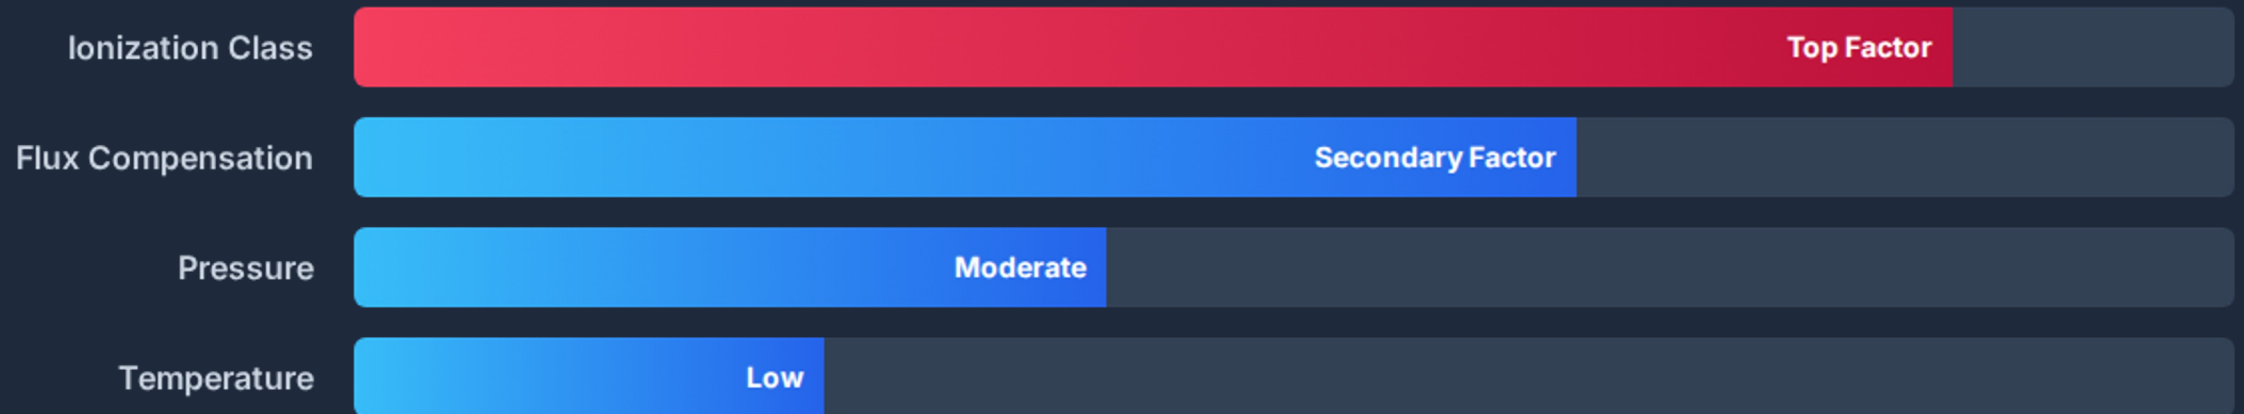 Ionization Class
Top Factor
Flux Compensation
Secondary Factor
Pressure
Moderate
Temperature
Low